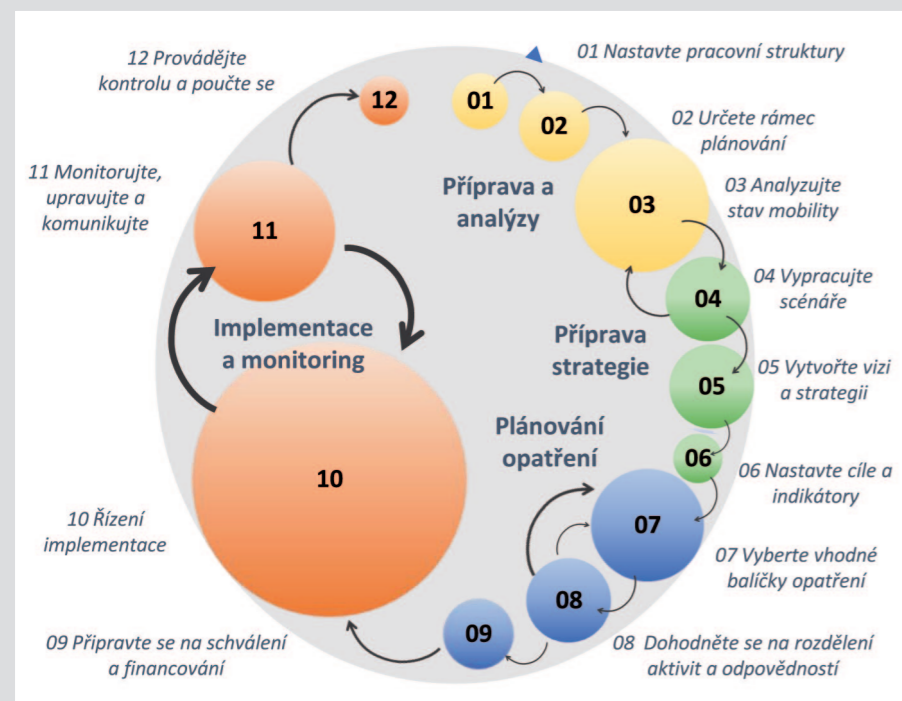 01 Nastavte pracovní struktury
02 Určete rámec
plánování
03 Analyzujte
stav mobility
04 Vypracujte
scénáře
05 Vytvořte vizi
a strategii
06 Nastavte cíle a
indikátory
07 Vyberte vhodné
balíčky opatření
08 Dohodněte se na rozdělení
aktivit a odpovědností
09 Připravte se na schválení
a financování
10 Řízení
implementace
11 Monitorujte,
upravujte a
komunikujte
12 Provádějte
kontrolu a poučte se
01
02
03
Příprava a
analýzy
04
05
06
Příprava
strategie
07
08
09
Plánování
opatření
10
11
12
Implementace
a monitoring